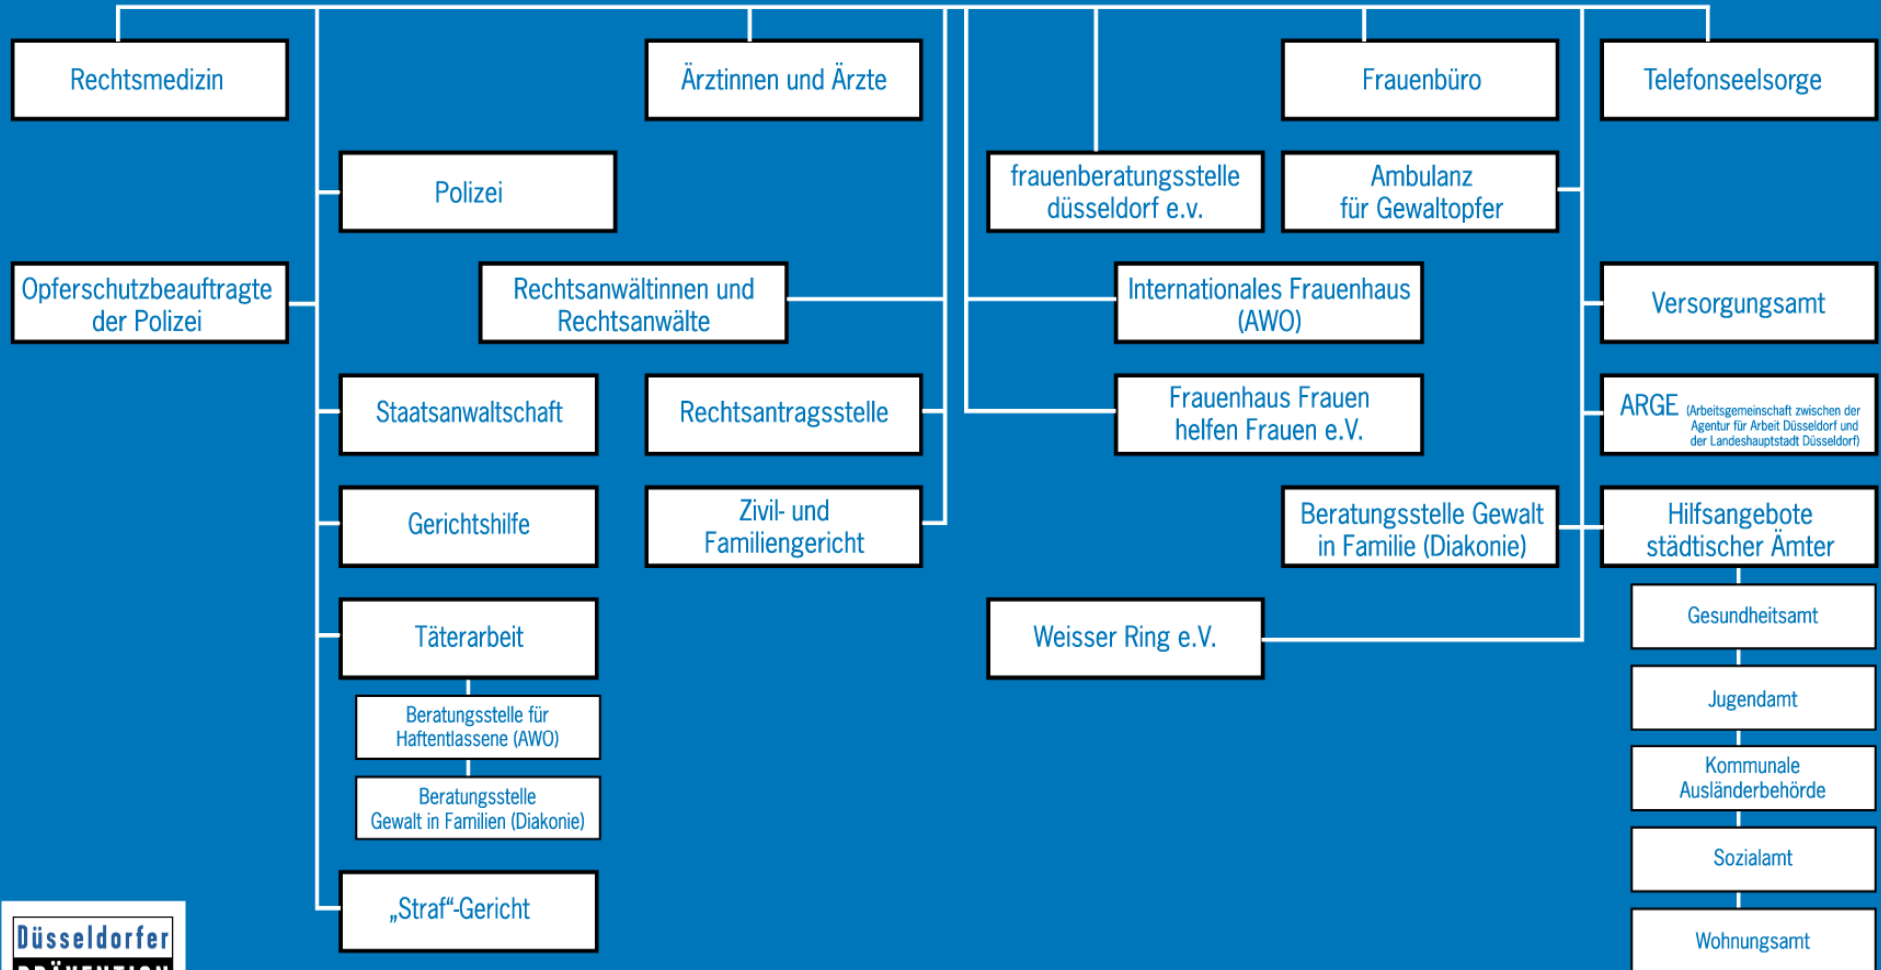 Rechtsmedizin
Ärztinnen und Ärzte
Frauenbüro
Telefonseelsorge
Polizei
frauenberatungsstelle
düsseldorf e.v.
Ambulanz
für Gewaltopfer
Opferschutzbeauftragte
der Polizei
Rechtsanwältinnen und
Rechtsanwälte
Internationales Frauenhaus
(AWO)
Versorgungsamt
Staatsanwaltschaft
Rechtsantragsstelle
Frauenhaus Frauen
helfen Frauen e.V.
ARGE (Arbeitsgemeinschaft zwischen der
Agentur für Arbeit Düsseldorf und
der Landeshauptstadt Düsseldorf)
Gerichtshilfe
Zivil- und
Familiengericht
Beratungsstelle Gewalt
in Familie (Diakonie)
Hilfsangebote
städtischer Ämter
Täterarbeit
Weisser Ring e.V.
Gesundheitsamt
Jugendamt
Beratungsstelle für
Haftentlassene (AWO)
Kommunale
Ausländerbehörde
Beratungsstelle
Gewalt in Familien (Diakonie)
Sozialamt
„Straf“-Gericht
Wohnungsamt
Düsseldorfer
PRÄVENTION